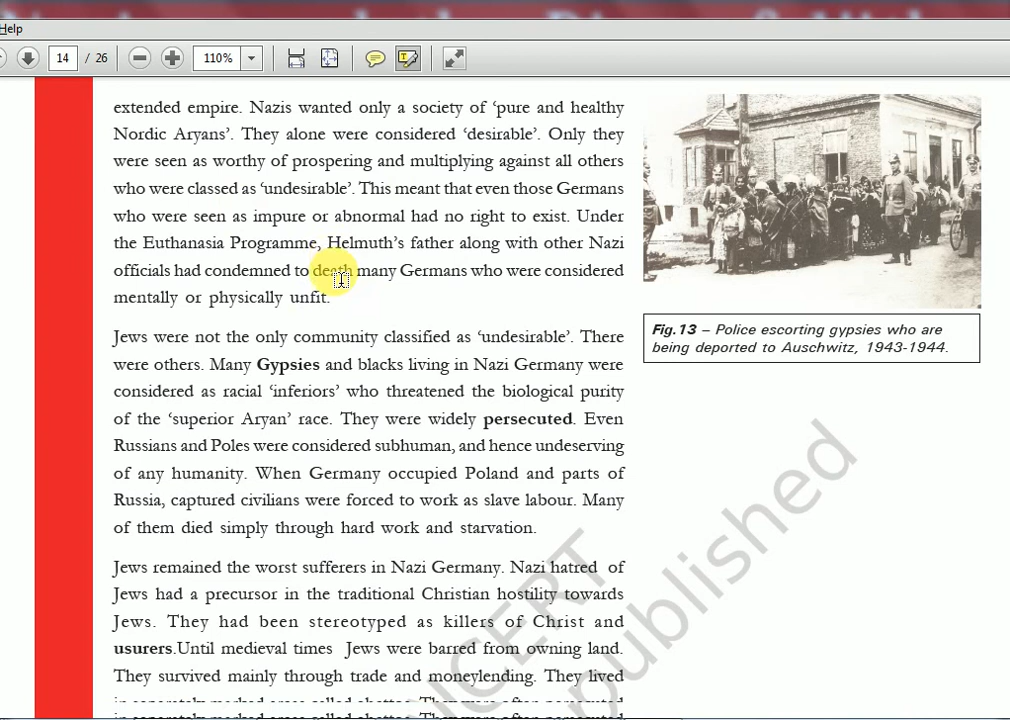 Help
14 / 26 110%
extended empire. Nazis wanted only a society of ‘pure and healthy
Nordic Aryans’. They alone were considered ‘desirable’. Only they
were seen as worthy of prospering and multiplying against all others
who were classed as ‘undesirable’. This meant that even those Germans
who were seen as impure or abnormal had no right to exist. Under
the Euthanasia Programme, Helmuth’s father along with other Nazi
officials had condemned to death many Germans who were considered
mentally or physically unfit.
Jews were not the only community classified as ‘undesirable’. There
were others. Many Gypsies and blacks living in Nazi Germany were
considered as racial ‘inferiors’ who threatened the biological purity
of the ‘superior Aryan’ race. They were widely persecuted. Even
Russians and Poles were considered subhuman, and hence undeserving
of any humanity. When Germany occupied Poland and parts of
Russia, captured civilians were forced to work as slave labour. Many
of them died simply through hard work and starvation.
Jews remained the worst sufferers in Nazi Germany. Nazi hatred of
Jews had a precursor in the traditional Christian hostility towards
Jews. They had been stereotyped as killers of Christ and
usurers.Until medieval times Jews were barred from owning land.
They survived mainly through trade and moneylending. They lived
Fig.13 – Police escorting gypsies who are
being deported to Auschwitz, 1943-1944.
NCERT
published